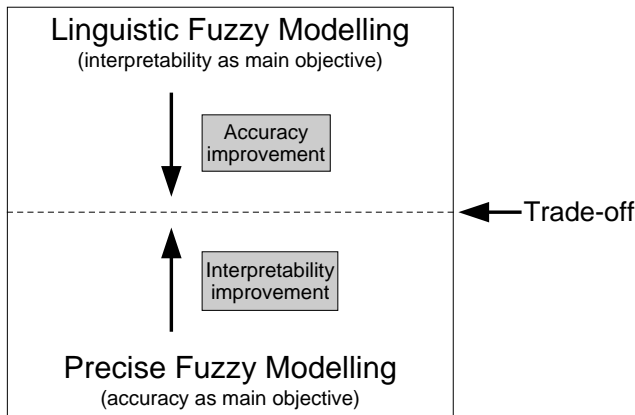 Linguistic Fuzzy Modelling
(interpretability as main objective)
Accuracy
improvement
Trade-off
Interpretability
improvement
Precise Fuzzy Modelling
(accuracy as main objective)